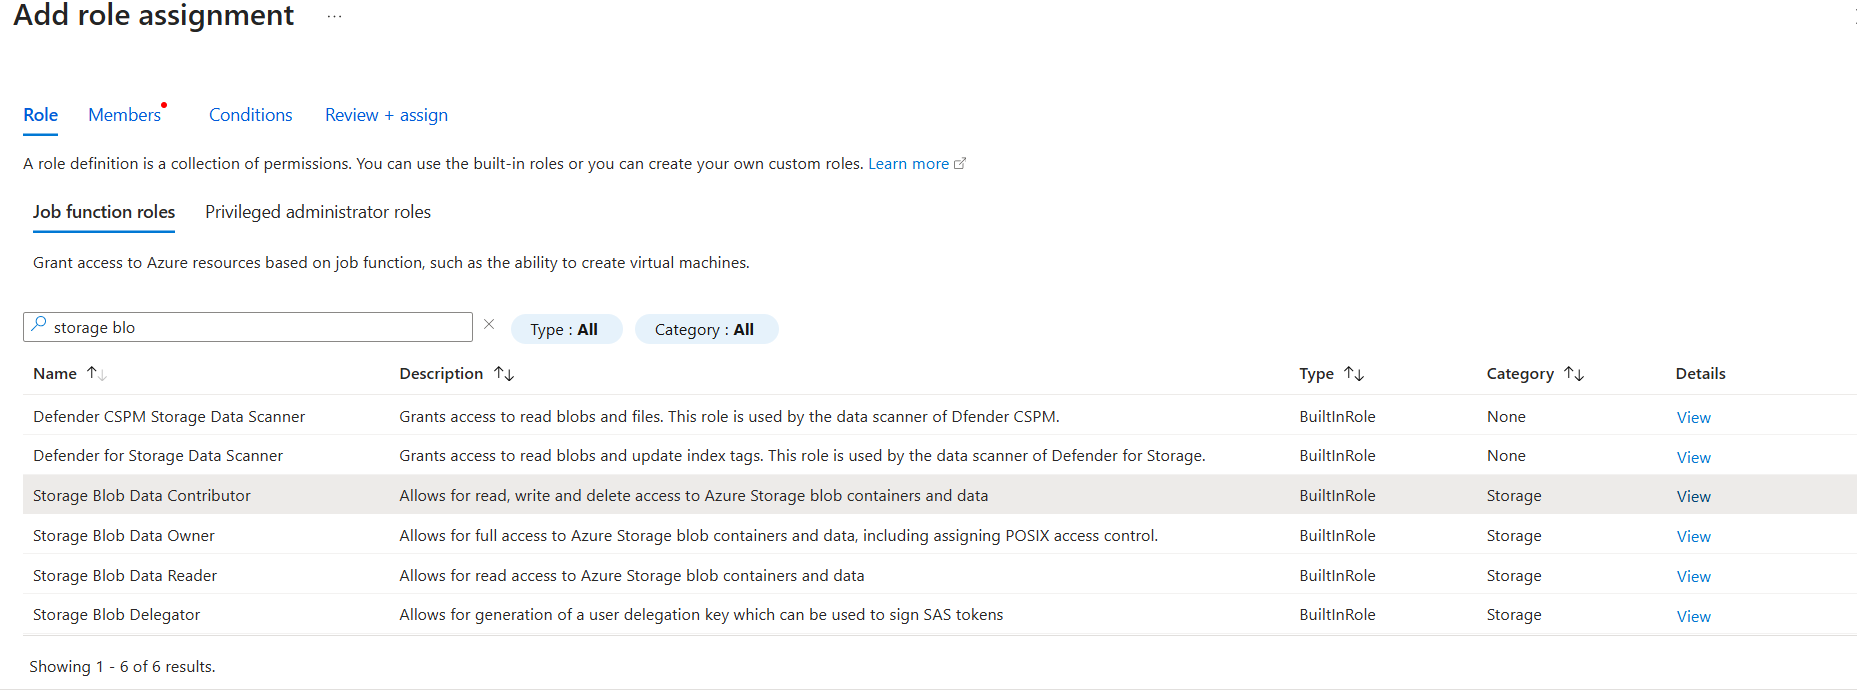 Add role assignment ...
Role Members Conditions Review + assign
A role definition is a collection of permissions. You can use the built-in roles or you can create your own custom roles. Learn more
Job function roles Privileged administrator roles
Grant access to Azure resources based on job function, such as the ability to create virtual machines.
storage blo Type : All Category : All
Name Description Type Category Details
Defender CSPM Storage Data Scanner Grants access to read blobs and files. This role is used by the data scanner of Dfender CSPM. BuiltInRole None View
Defender for Storage Data Scanner Grants access to read blobs and update index tags. This role is used by the data scanner of Defender for Storage. BuiltInRole None View
Storage Blob Data Contributor Allows for read, write and delete access to Azure Storage blob containers and data BuiltInRole Storage View
Storage Blob Data Owner Allows for full access to Azure Storage blob containers and data, including assigning POSIX access control. BuiltInRole Storage View
Storage Blob Data Reader Allows for read access to Azure Storage blob containers and data BuiltInRole Storage View
Storage Blob Delegator Allows for generation of a user delegation key which can be used to sign SAS tokens BuiltInRole Storage View
Showing 1 - 6 of 6 results.